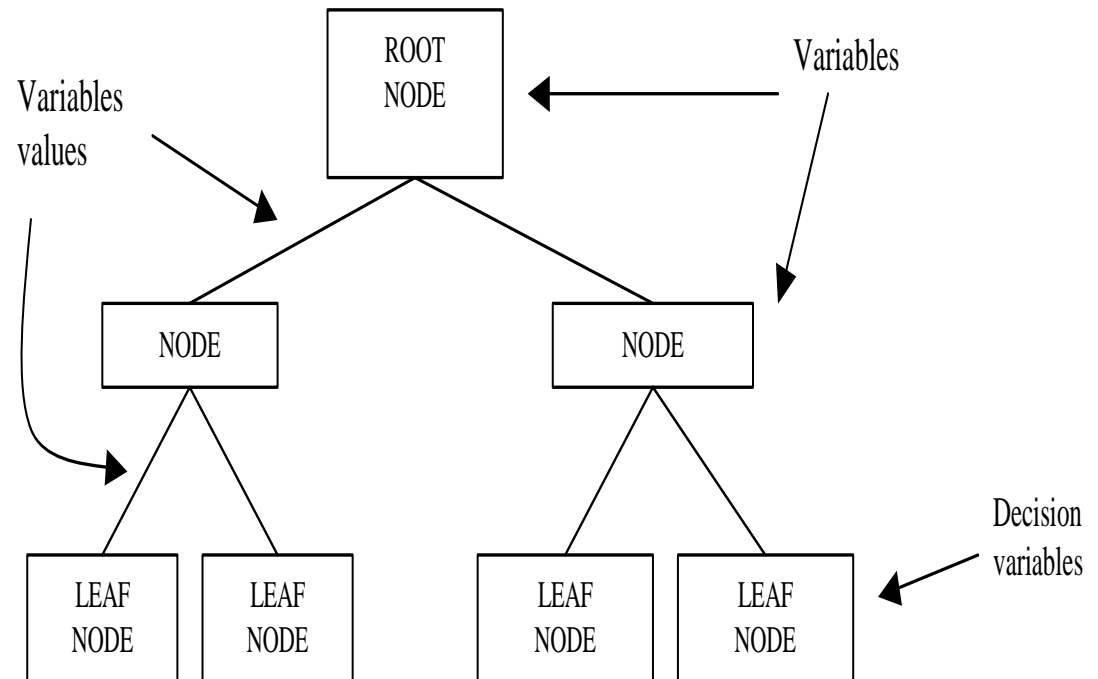 ROOT
NODE
Variables
Variables
values
NODE
NODE
Decision
variables
LEAF
NODE
LEAF
NODE
LEAF
NODE
LEAF
NODE